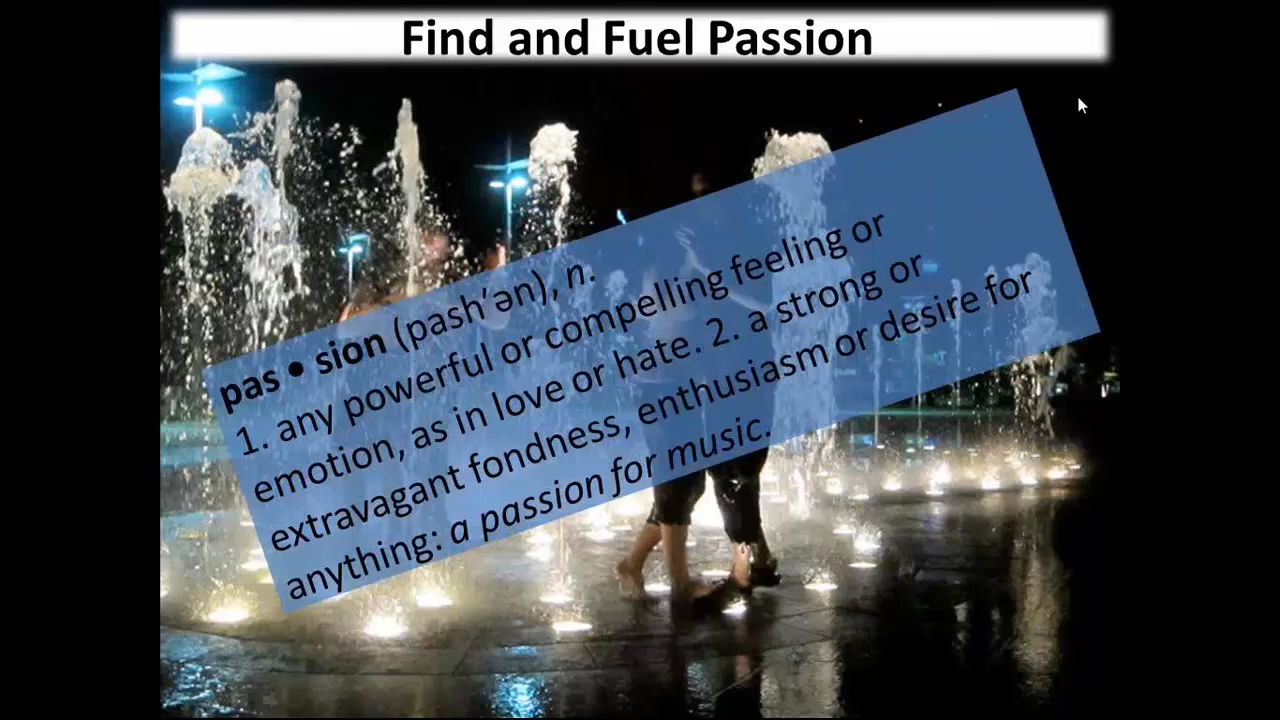 Find and Fuel Passion
pas • sion (pash′ən), n.
1. any powerful or compelling feeling or
emotion, as in love or hate. 2. a strong or
extravagant fondness, enthusiasm or desire for
anything: a passion for music.